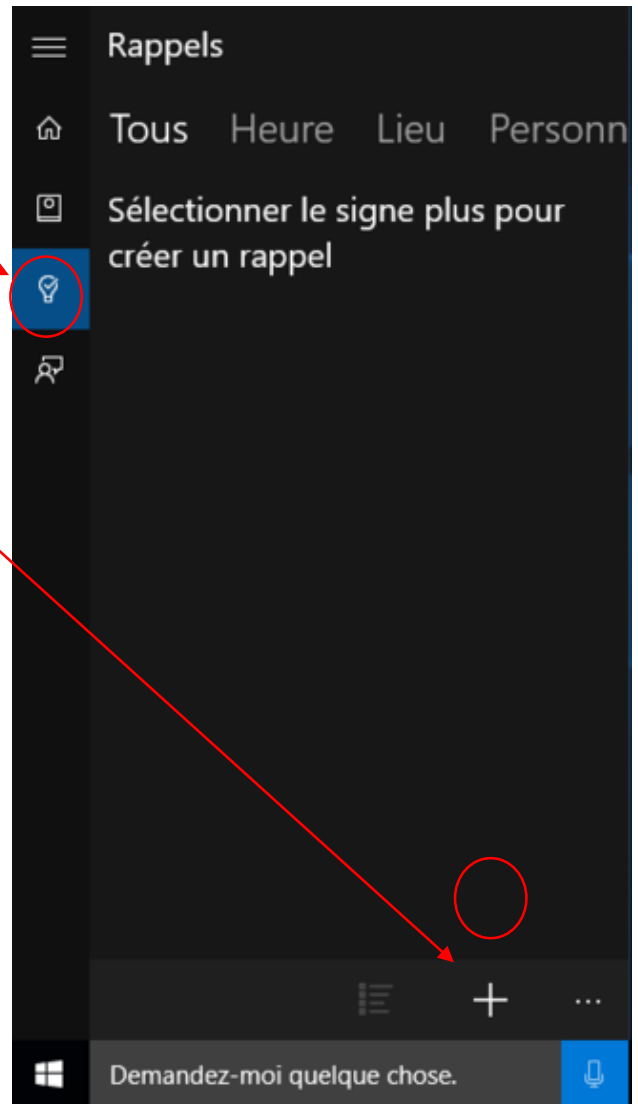 Rappels
Tous Heure Lieu Personn
Sélectionner le signe plus pour
créer un rappel
Demandez-moi quelque chose.